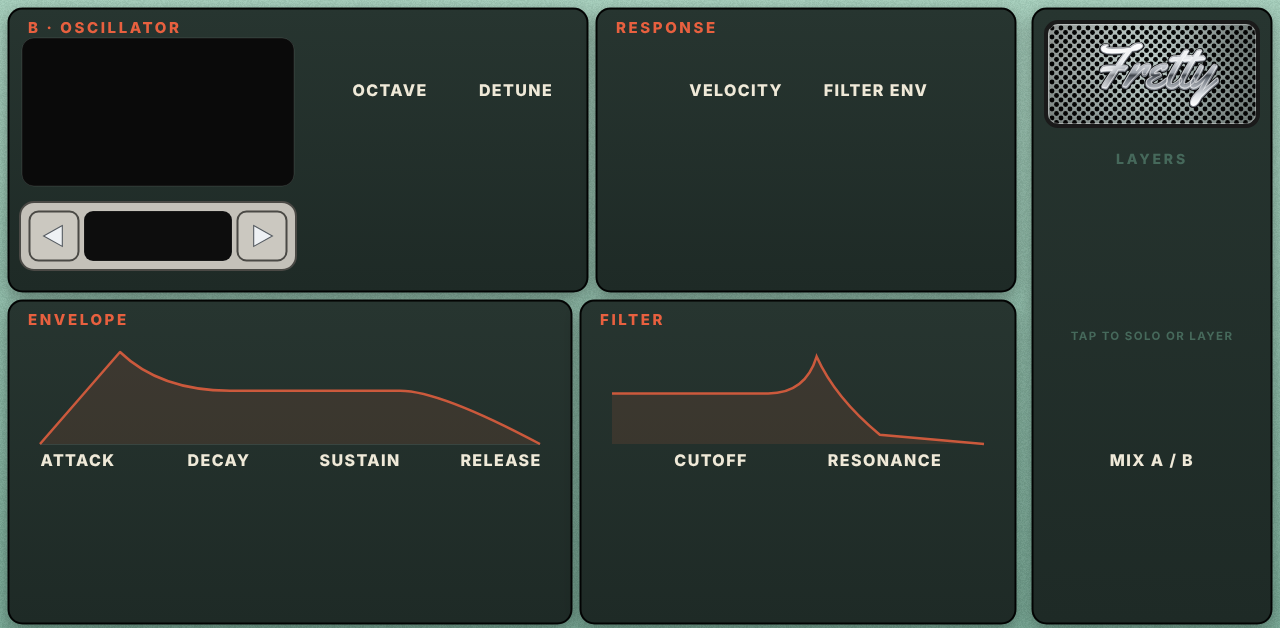 B · OSCILLATOR
OCTAVE DETUNE
RESPONSE
VELOCITY FILTER ENV
Fretty
LAYERS
TAP TO SOLO OR LAYER
MIX A / B
ENVELOPE
ATTACK DECAY SUSTAIN RELEASE
FILTER
CUTOFF RESONANCE